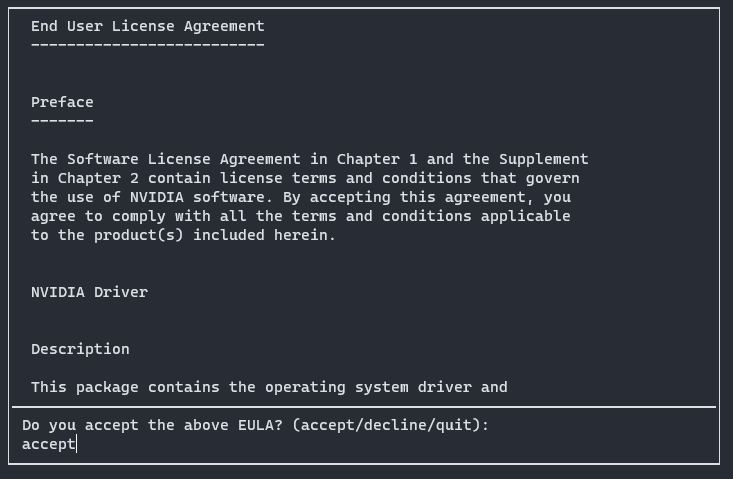 End User License Agreement
--------------------------
Preface
-------
The Software License Agreement in Chapter 1 and the Supplement
in Chapter 2 contain license terms and conditions that govern
the use of NVIDIA software. By accepting this agreement, you
agree to comply with all the terms and conditions applicable
to the product(s) included herein.
NVIDIA Driver
Description
This package contains the operating system driver and
Do you accept the above EULA? (accept/decline/quit):
accept